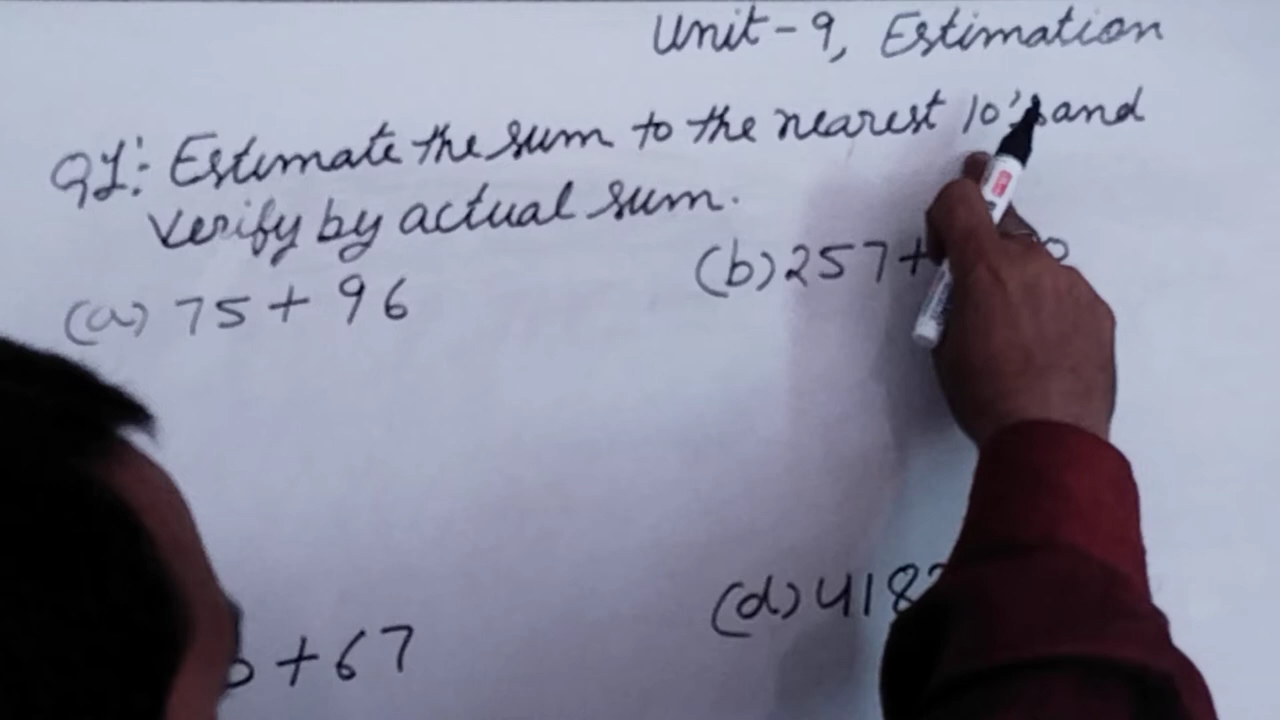 Unit-9, Estimation
Q1: Estimate the sum to the nearest 10's and
verify by actual sum.
(a) 75 + 96
(b) 257+
+67
(d) 418